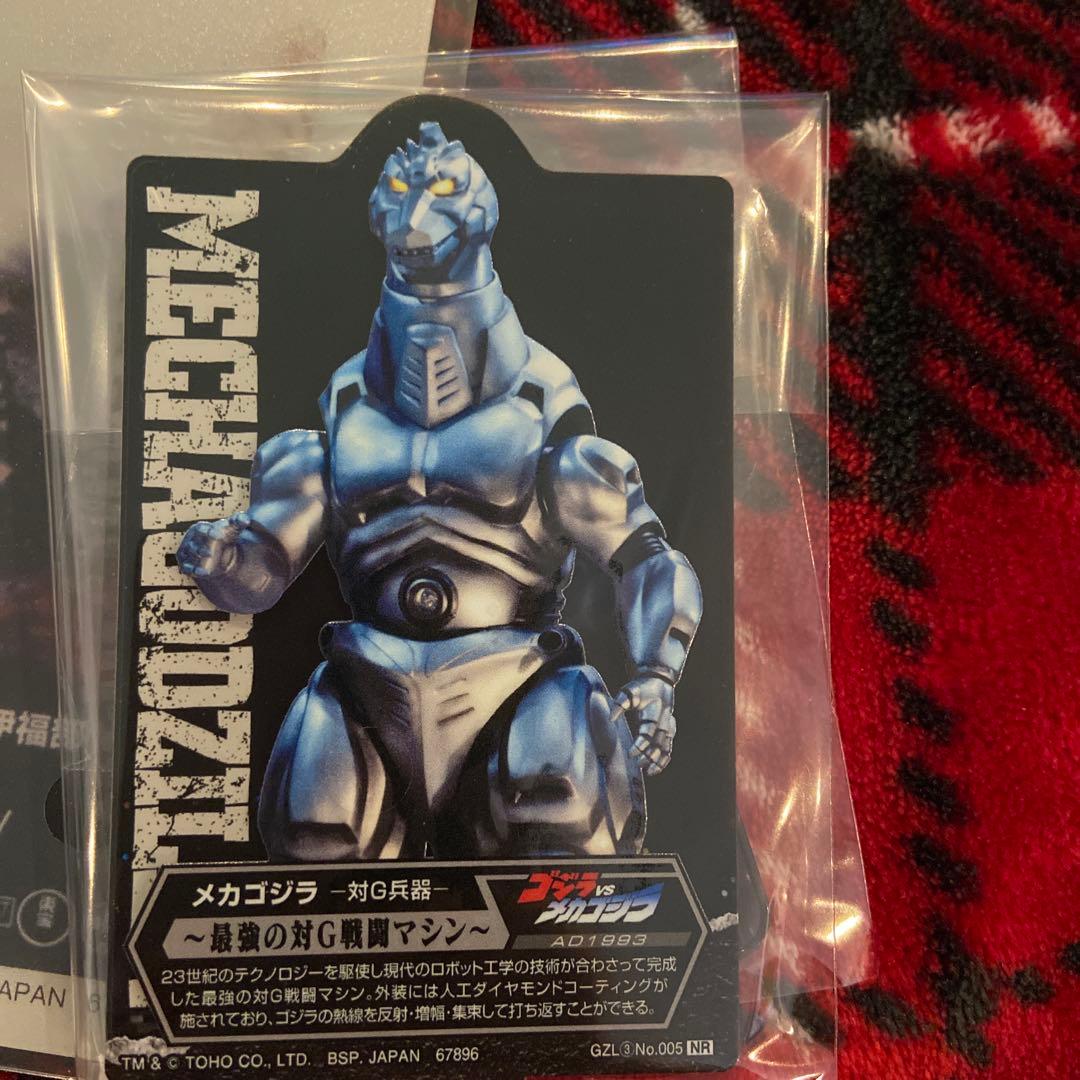 MECHAGODZIL
メカゴジラ －対G兵器－
～最強の対G戦闘マシン～
ゴジラVS
メカゴジラ
AD1993
23世紀のテクノロジーを駆使し現代のロボット工学の技術が合わさって完成
した最強の対G戦闘マシン。外装には人工ダイヤモンドコーティングが
施されており、ゴジラの熱線を反射・増幅・集束して打ち返すことができる。
TM & © TOHO CO., LTD. BSP. JAPAN 67896
GZL③No.005 NR
伊福部
APAN 6